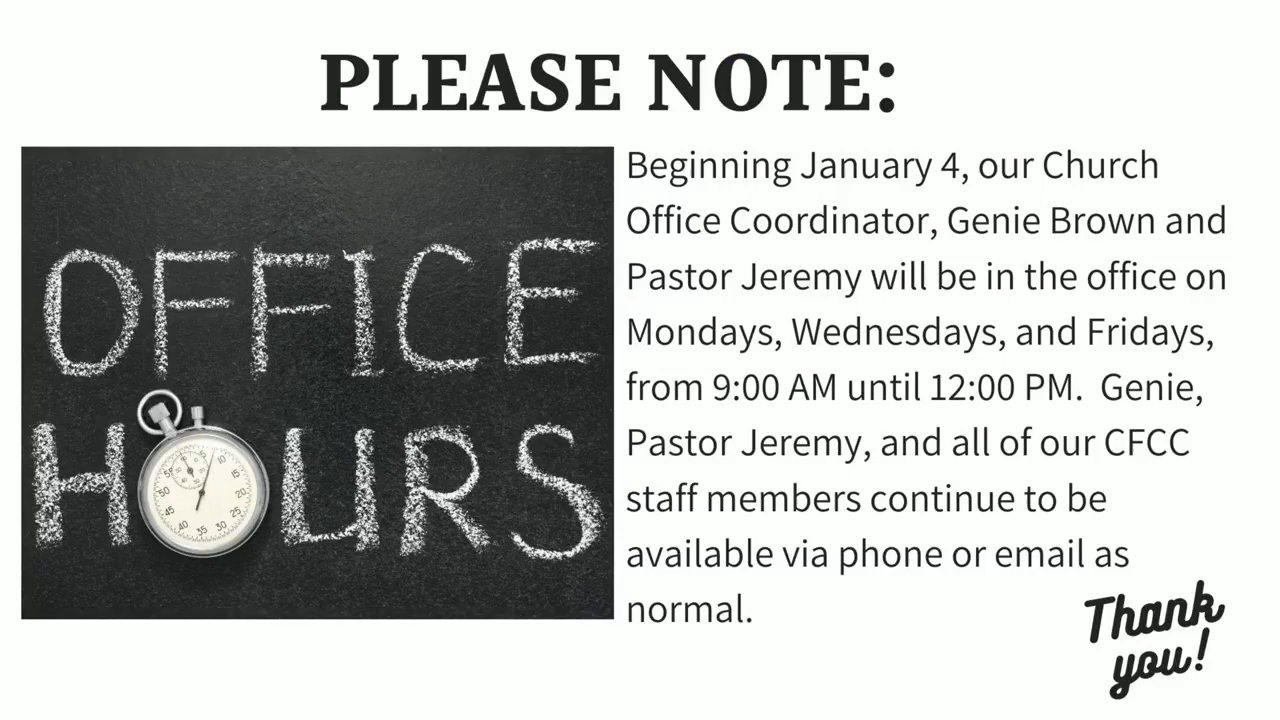 PLEASE NOTE:
OFFICE
HOURS
Beginning January 4, our Church
Office Coordinator, Genie Brown and
Pastor Jeremy will be in the office on
Mondays, Wednesdays, and Fridays,
from 9:00 AM until 12:00 PM.  Genie,
Pastor Jeremy, and all of our CFCC
staff members continue to be
available via phone or email as
normal.
Thank
you!